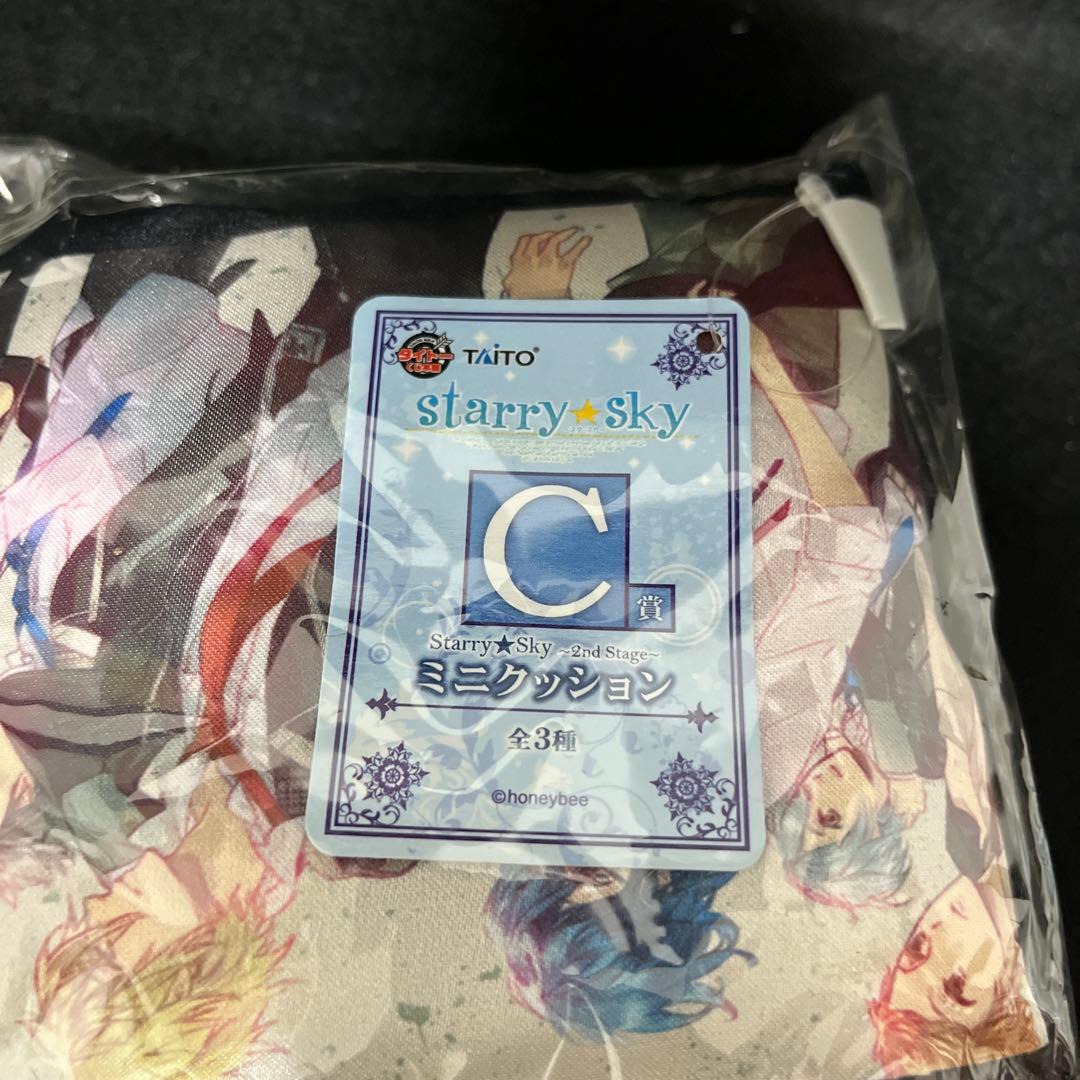 タイトー
くじ本舗
TAITO®
starry★sky
C
賞
Starry★Sky ~2nd Stage~
ミニクッション
全3種
©honeybee